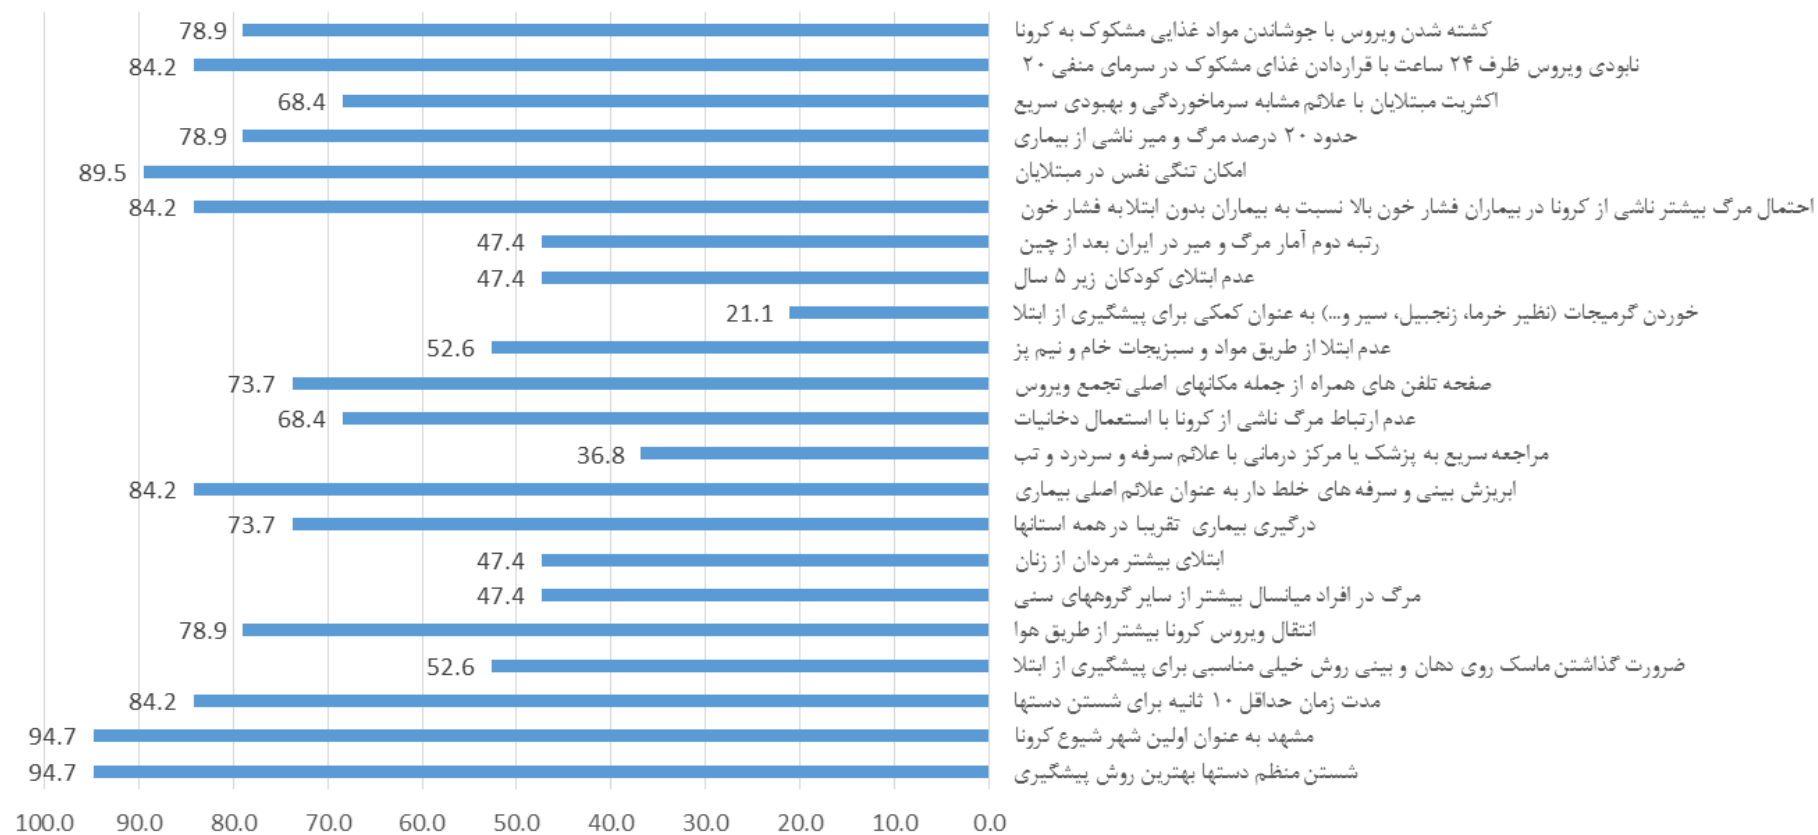 کشته شدن ویروس با جوشاندن مواد غذایی مشکوک به کرونا 78.9
نابودی ویروس ظرف ۲۴ ساعت با قراردادن غذای مشکوک در سرمای منفی ۲۰ 84.2
اکثریت مبتلایان با علائم مشابه سرماخوردگی و بهبودی سریع 68.4
حدود ۲۰ درصد مرگ و میر ناشی از بیماری 78.9
امکان تنگی نفس در مبتلایان 89.5
احتمال مرگ بیشتر ناشی از کرونا در بیماران فشار خون بالا نسبت به بیماران بدون ابتلا به فشار خون 84.2
رتبه دوم آمار مرگ و میر در ایران بعد از چین 47.4
عدم ابتلای کودکان زیر ۵ سال 47.4
خوردن گرمیجات (نظیر خرما، زنجبیل، سیر و...) به عنوان کمکی برای پیشگیری از ابتلا 21.1
عدم ابتلا از طریق مواد و سبزیجات خام و نیم پز 52.6
صفحه تلفن های همراه از جمله مکانهای اصلی تجمع ویروس 73.7
عدم ارتباط مرگ ناشی از کرونا با استعمال دخانیات 68.4
مراجعه سریع به پزشک یا مرکز درمانی با علائم سرفه و سردرد و تب 36.8
ابریزش بینی و سرفه های خلط دار به عنوان علائم اصلی بیماری 84.2
درگیری بیماری تقریبا در همه استانها 73.7
ابتلای بیشتر مردان از زنان 47.4
مرگ در افراد میانسال بیشتر از سایر گروههای سنی 47.4
انتقال ویروس کرونا بیشتر از طریق هوا 78.9
ضرورت گذاشتن ماسک روی دهان و بینی روش خیلی مناسبی برای پیشگیری از ابتلا 52.6
مدت زمان حداقل ۱۰ ثانیه برای شستن دستها 84.2
مشهد به عنوان اولین شهر شیوع کرونا 94.7
شستن منظم دستها بهترین روش پیشگیری 94.7
100.0 90.0 80.0 70.0 60.0 50.0 40.0 30.0 20.0 10.0 0.0